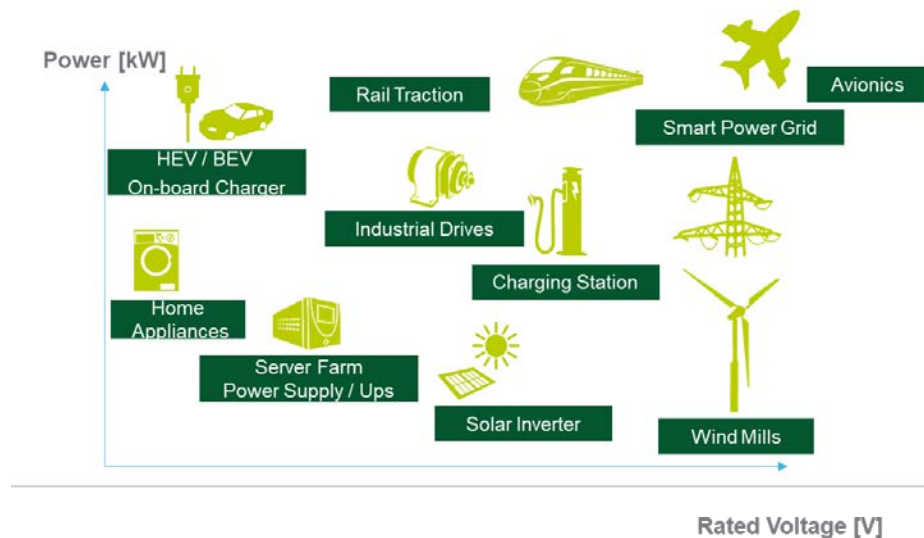 Power [kW]
Rail Traction
Avionics
Smart Power Grid
HEV / BEV
On-board Charger
Industrial Drives
Charging Station
Home
Appliances
Server Farm
Power Supply / Ups
Solar Inverter
Wind Mills
Rated Voltage [V]